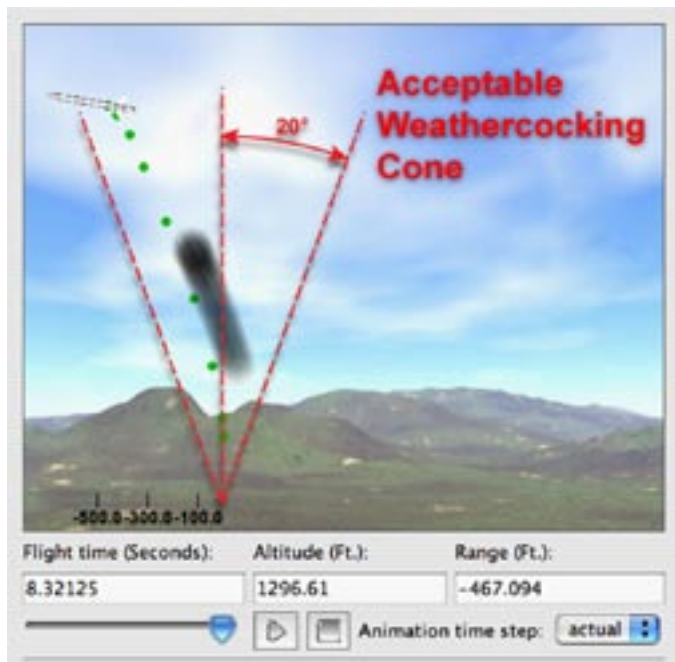 Acceptable
Weathercocking
Cone
20°
-500.0 -300.0 -100.0
Flight time (Seconds):
Altitude (Ft.):
Range (Ft.):
8.32125
1296.61
-467.094
Animation time step:
actual